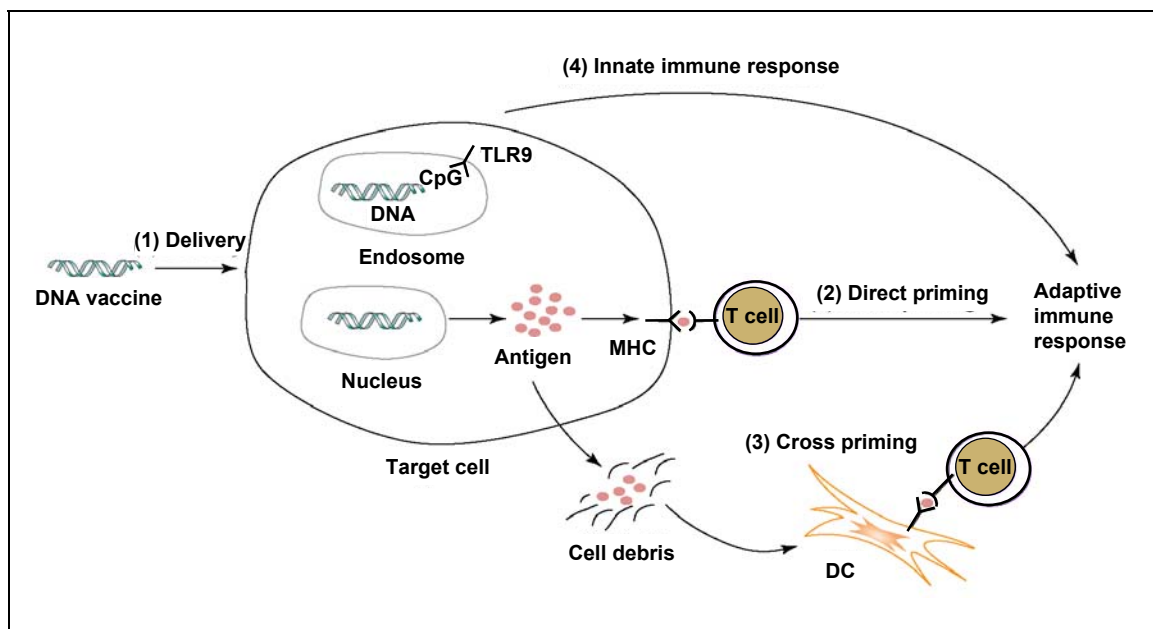 (4) Innate immune response
TLR9
CpG
DNA
(1) Delivery
Endosome
DNA vaccine
(2) Direct priming
T cell
Adaptive
immune
response
Antigen
MHC
Nucleus
(3) Cross priming
Target cell
T cell
Cell debris
DC